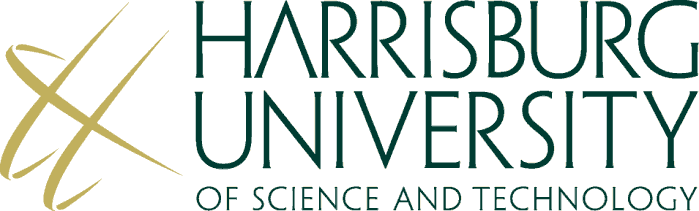 HARRISBURG
UNIVERSITY
OF SCIENCE AND TECHNOLOGY